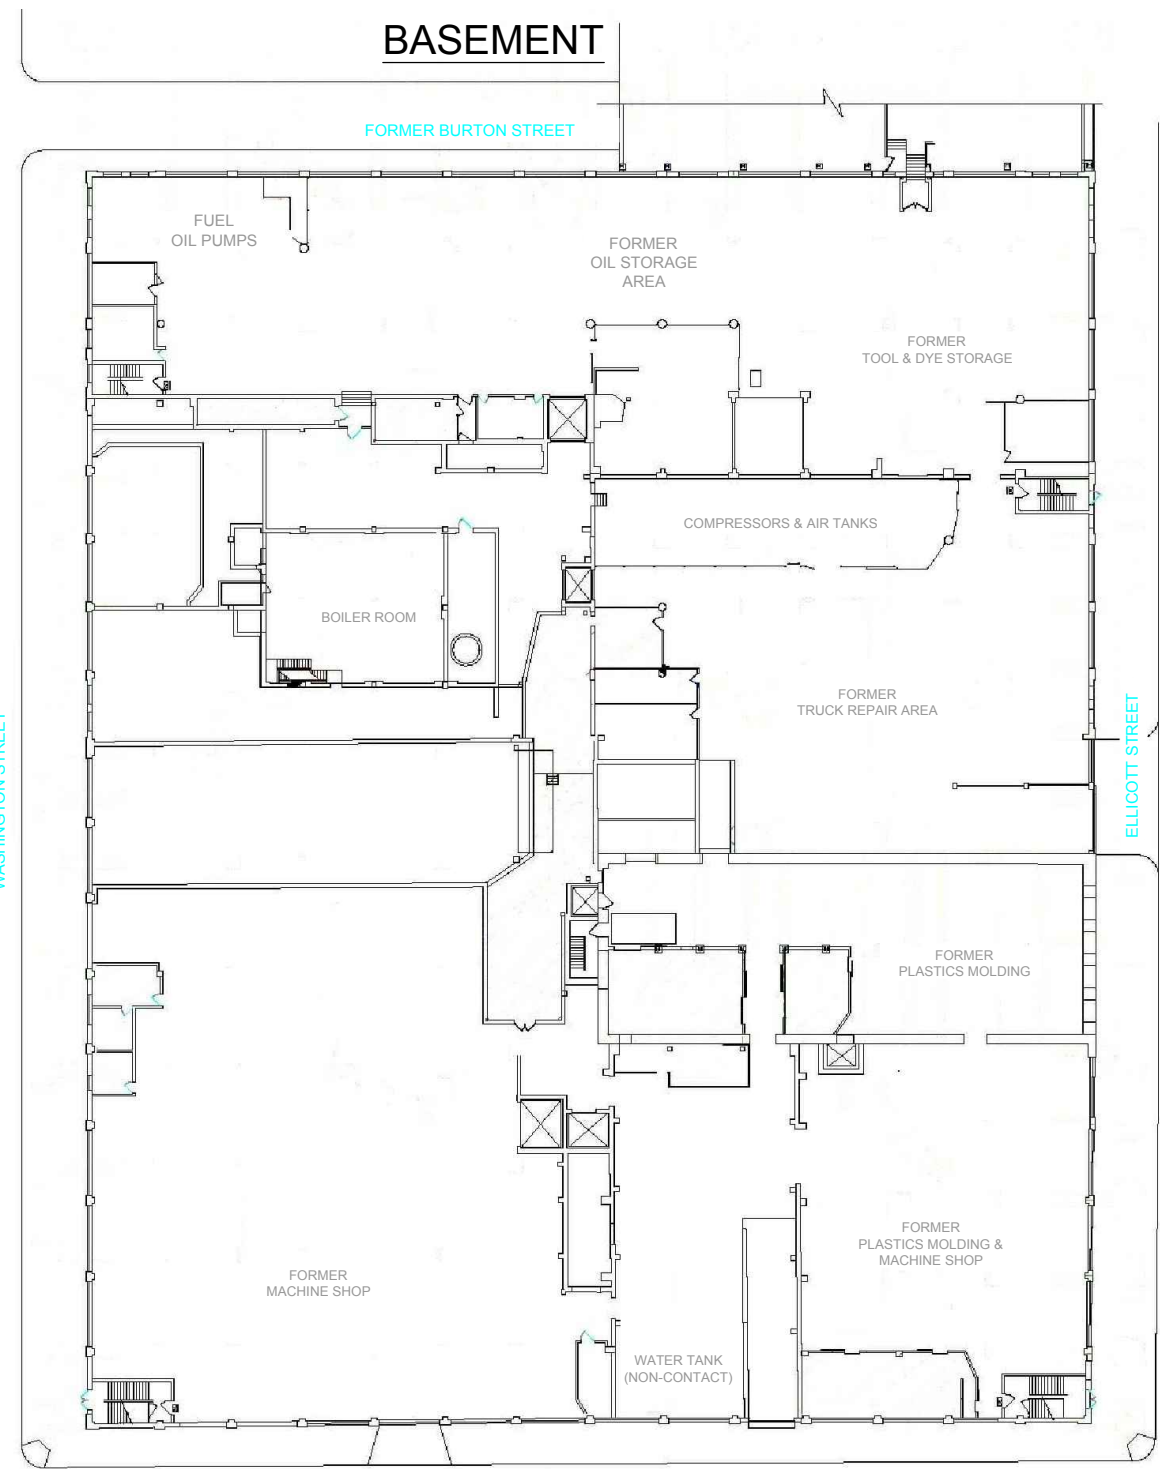 BASEMENT
FORMER BURTON STREET
FUEL
OIL PUMPS
FORMER
OIL STORAGE
AREA
FORMER
TOOL & DYE STORAGE
COMPRESSORS & AIR TANKS
BOILER ROOM
FORMER
TRUCK REPAIR AREA
WASHINGTON STREET
ELLICOTT STREET
FORMER
PLASTICS MOLDING
FORMER
PLASTICS MOLDING &
MACHINE SHOP
FORMER
MACHINE SHOP
WATER TANK
(NON-CONTACT)